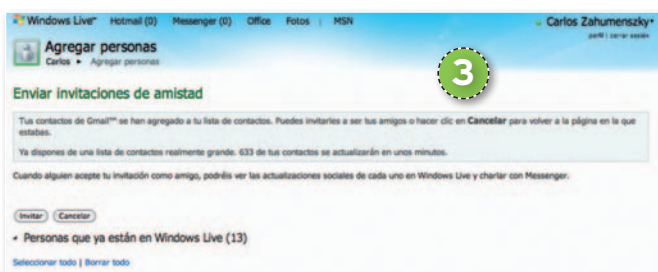 Windows Live™ Hotmail (0) Messenger (0) Office Fotos | MSN Carlos Zahumenszky
perfil | cerrar sesión
Agregar personas
Carlos ▸ Agregar personas
3
Enviar invitaciones de amistad
Tus contactos de Gmail™ se han agregado a tu lista de contactos. Puedes invitarles a ser tus amigos o hacer clic en Cancelar para volver a la página en la que
estabas.
Ya dispones de una lista de contactos realmente grande. 633 de tus contactos se actualizarán en unos minutos.
Cuando alguien acepte tu invitación como amigo, podréis ver las actualizaciones sociales de cada uno en Windows Live y charlar con Messenger.
Invitar Cancelar
Personas que ya están en Windows Live (13)
Seleccionar todo | Borrar todo